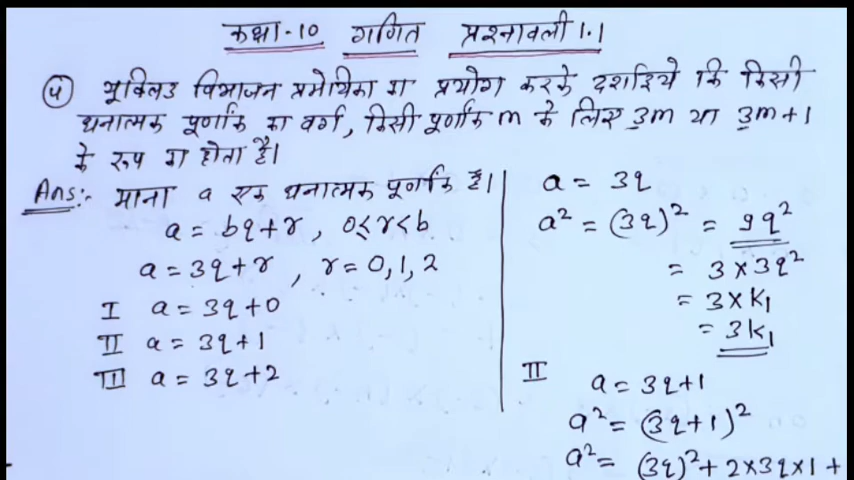 कक्षा-10 गणित प्रश्नावली 1.1
(4) यूक्लिड विभाजन प्रमेयिका का प्रयोग करके दर्शाइये कि किसी
धनात्मक पूर्णांक का वर्ग, किसी पूर्णांक m के लिए 3m या 3m+1
के रूप का होता है।
Ans:- माना a एक धनात्मक पूर्णांक है।
a = bq+r, 0≤r<b
a = 3q+r, r=0,1,2
I a = 3q+0
II a = 3q+1
III a = 3q+2
a = 3q
a² = (3q)² = 9q²
= 3×3q²
= 3×k₁
= 3k₁
II a = 3q+1
a² = (3q+1)²
a² = (3q)²+2×3q×1+